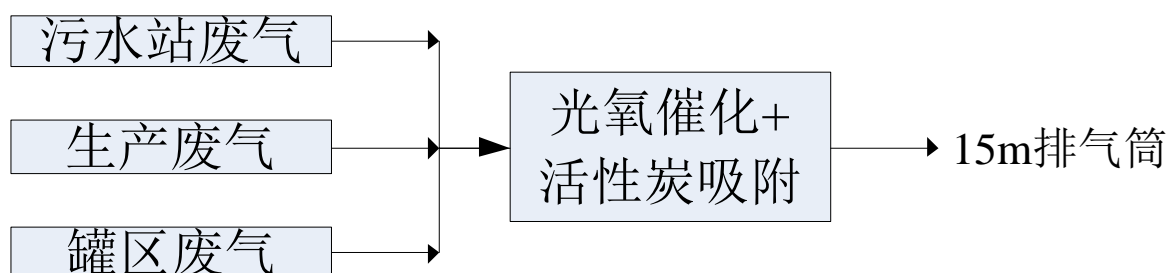 污水站废气
生产废气
罐区废气
光氧催化+
活性炭吸附
15m排气筒